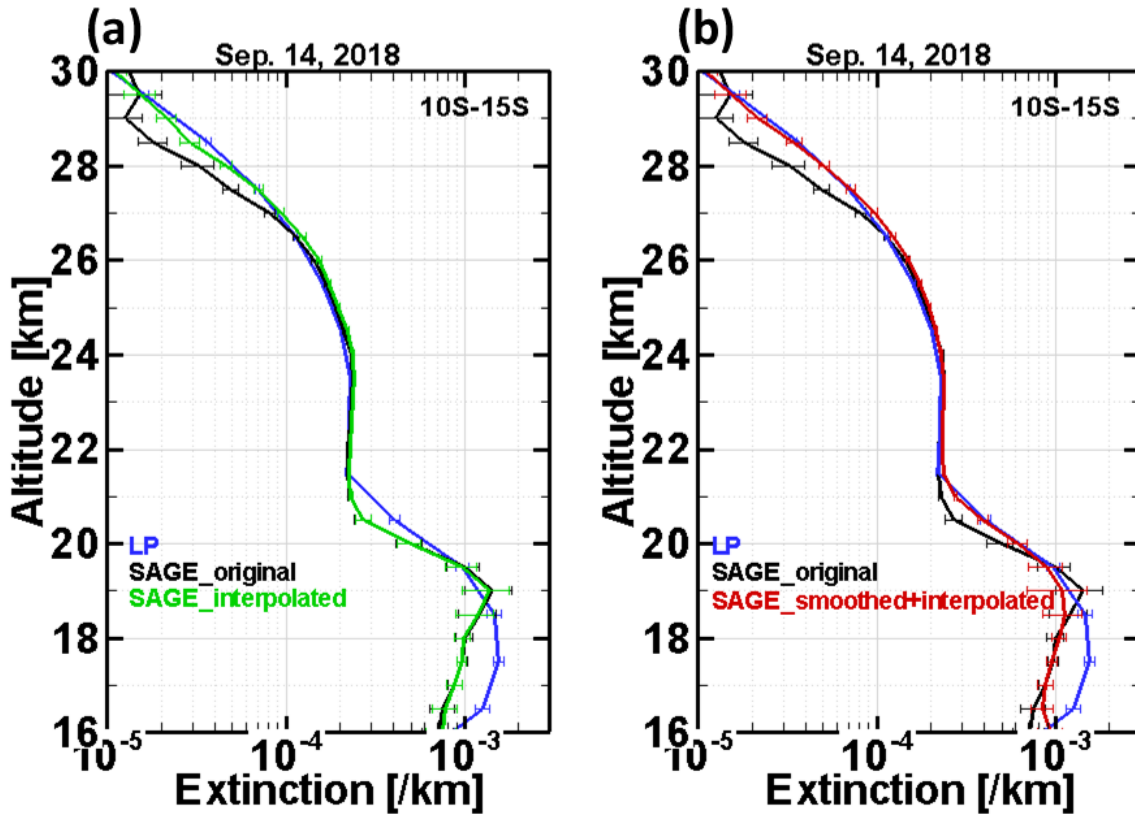 (a)
Sep. 14, 2018
10S-15S
30
28
26
24
22
20
18
16
Altitude [km]
LP
SAGE_original
SAGE_interpolated
10-5
10-4
10-3
Extinction [/km]
(b)
Sep. 14, 2018
10S-15S
30
28
26
24
22
20
18
16
Altitude [km]
LP
SAGE_original
SAGE_smoothed+interpolated
10-5
10-4
10-3
Extinction [/km]